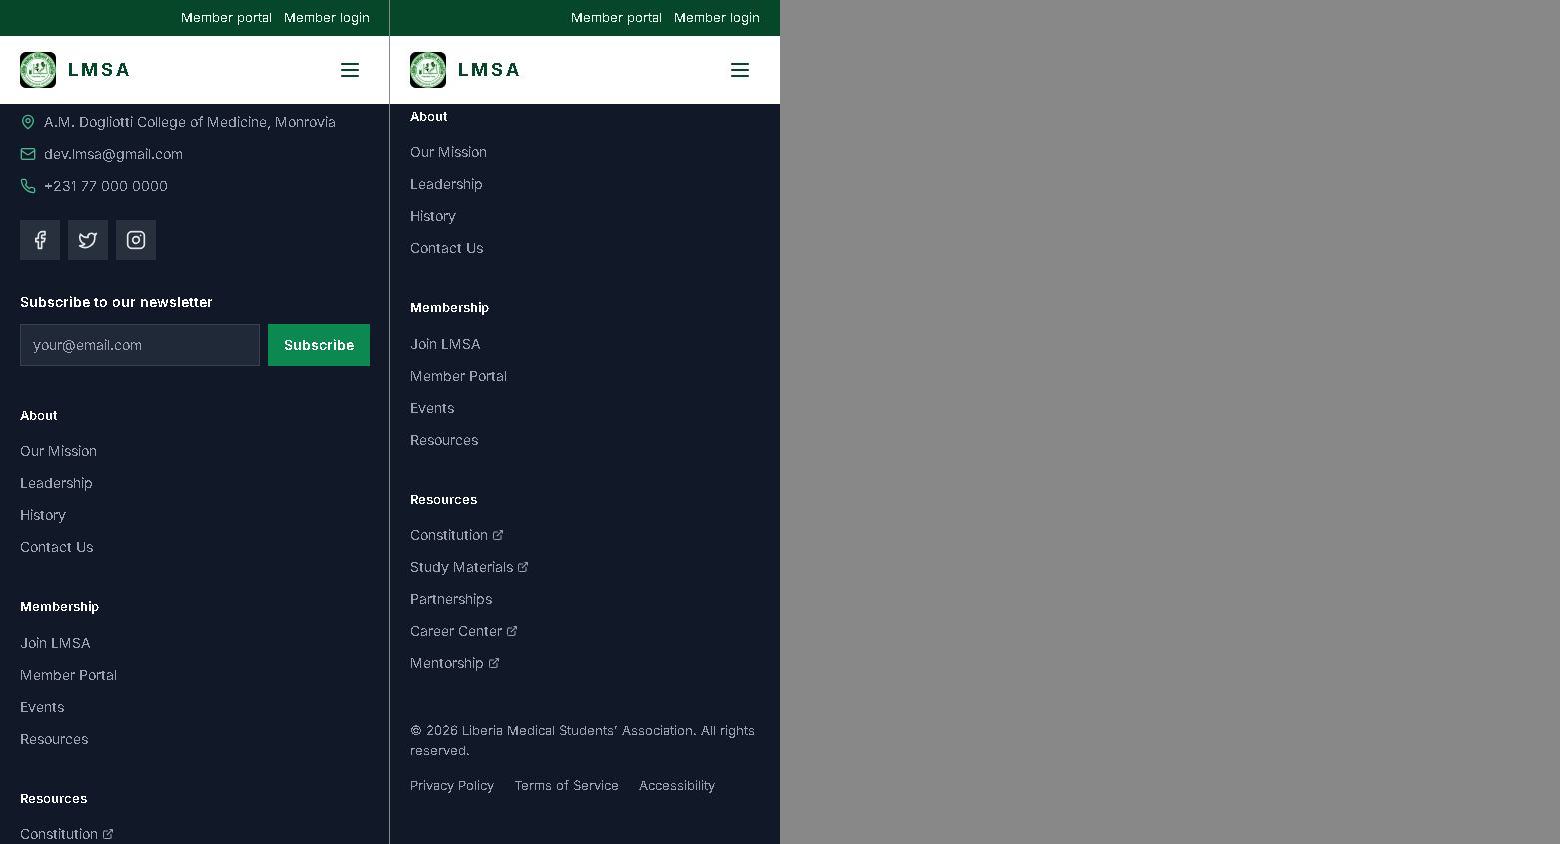 Member portal Member login
LMSA
A.M. Dogliotti College of Medicine, Monrovia
dev.lmsa@gmail.com
+231 77 000 0000
Subscribe to our newsletter
your@email.com Subscribe
About
Our Mission
Leadership
History
Contact Us
Membership
Join LMSA
Member Portal
Events
Resources
Resources
Constitution
Member portal Member login
LMSA
About
Our Mission
Leadership
History
Contact Us
Membership
Join LMSA
Member Portal
Events
Resources
Resources
Constitution
Study Materials
Partnerships
Career Center
Mentorship
© 2026 Liberia Medical Students' Association. All rights
reserved.
Privacy Policy Terms of Service Accessibility